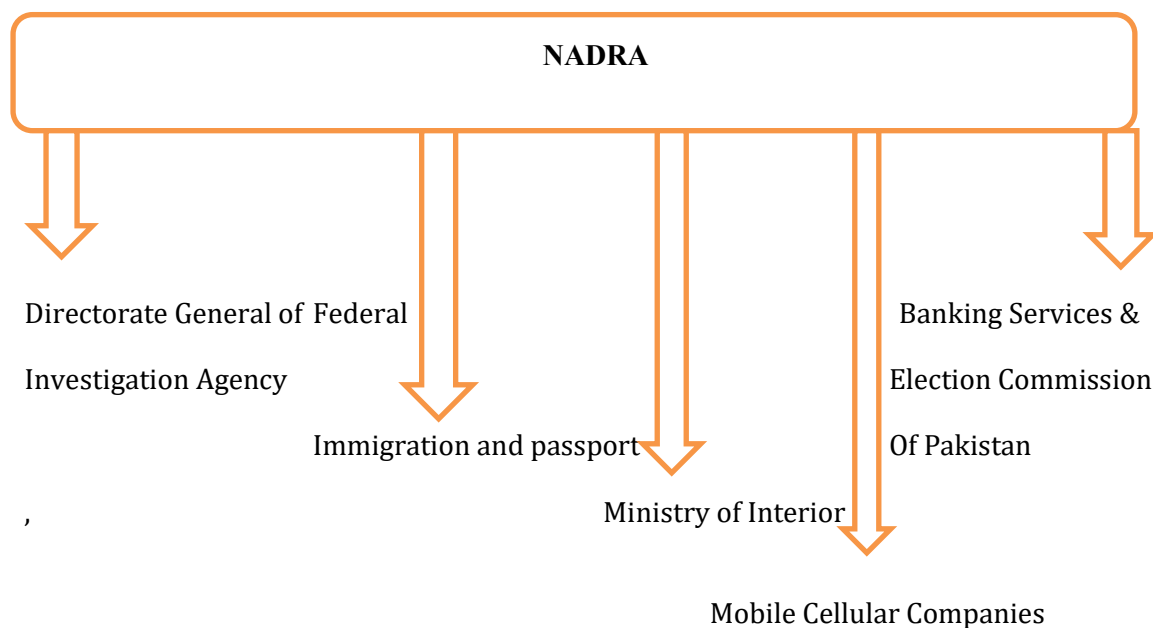 NADRA
Directorate General of Federal
Investigation Agency
Banking Services &
Election Commission
Of Pakistan
Immigration and passport
,
Ministry of Interior
Mobile Cellular Companies